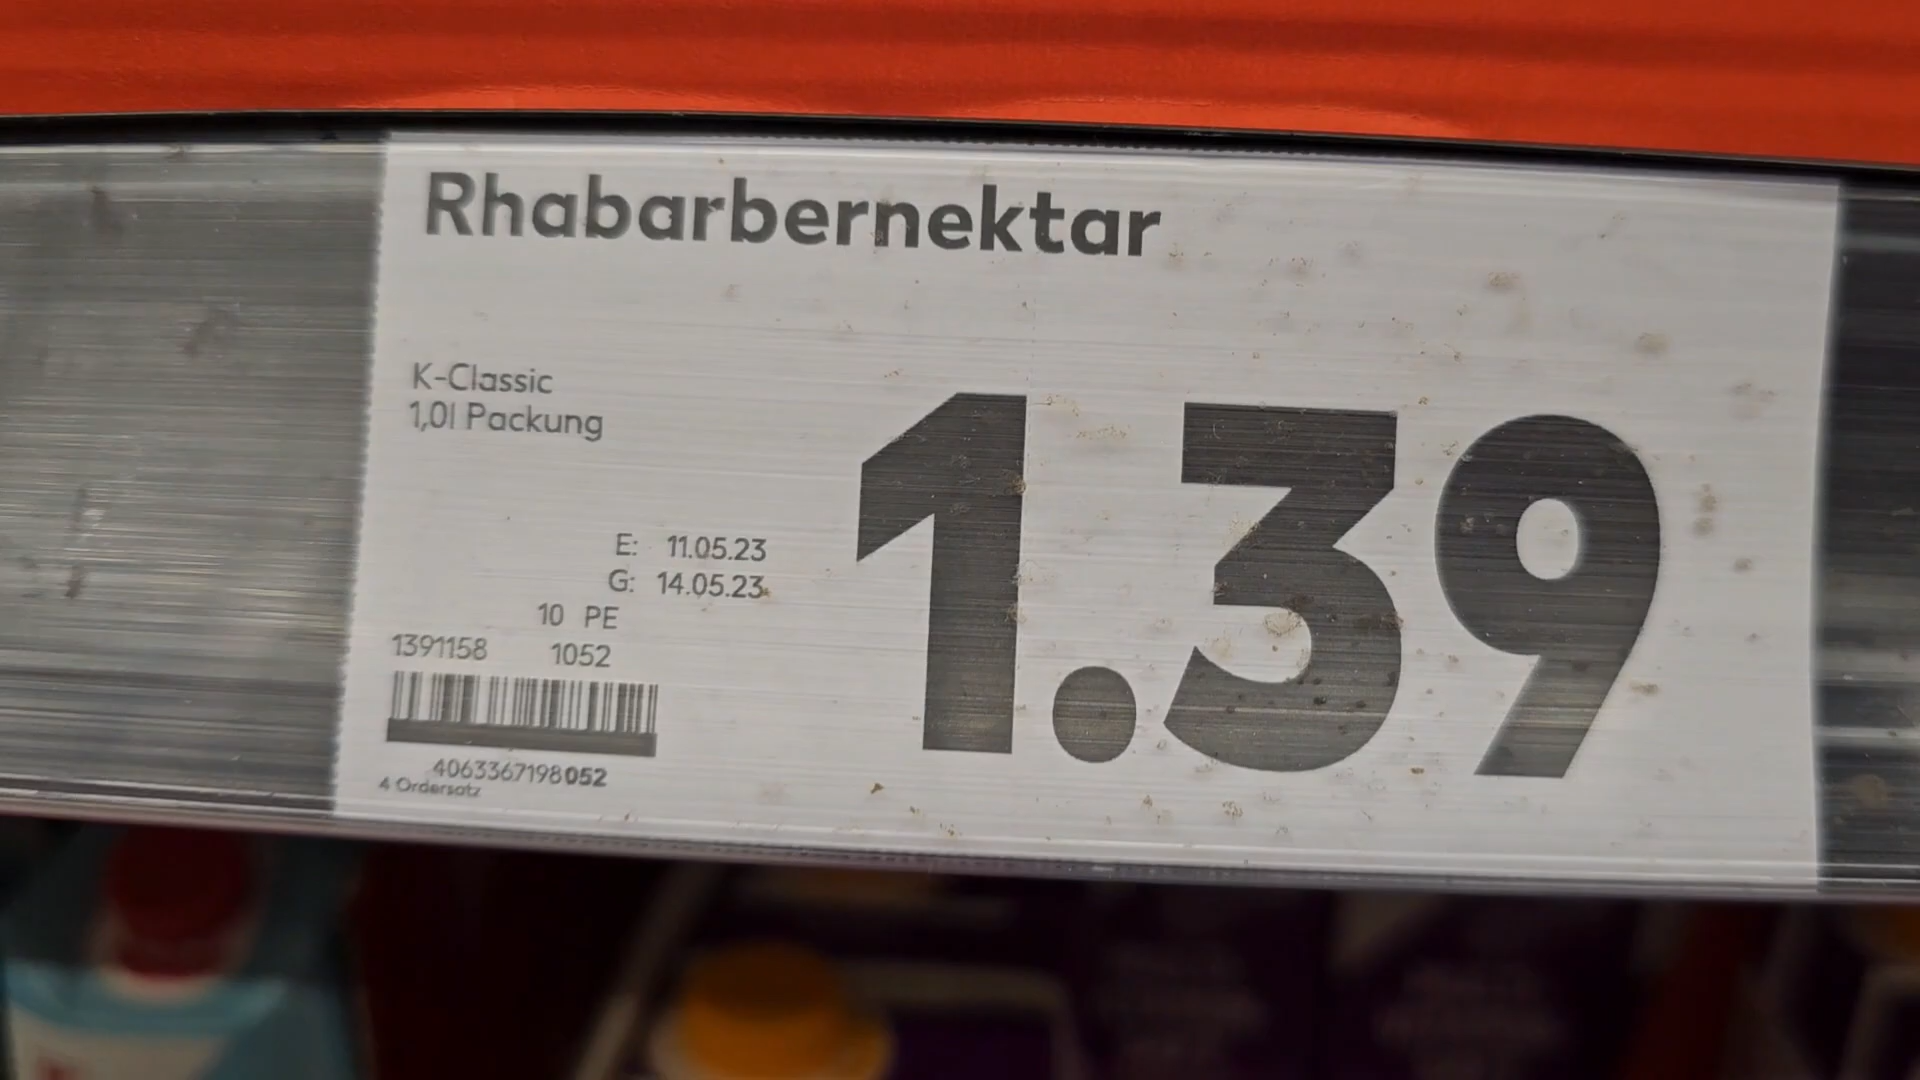 Rhabarbernektar
K-Classic
1,0l Packung
1.39
E: 11.05.23
G: 14.05.23
10 PE
1391158 1052
4063367198052
4 Ordersatz